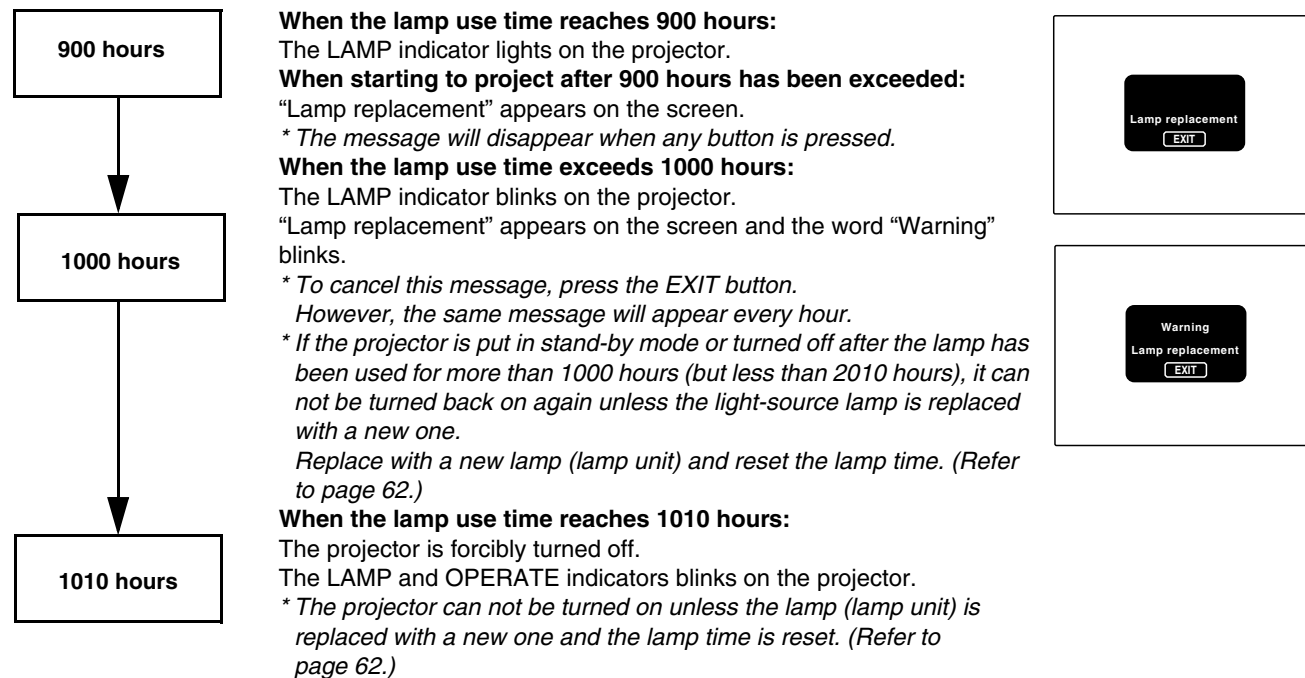 900 hours
1000 hours
1010 hours
When the lamp use time reaches 900 hours:
The LAMP indicator lights on the projector.
When starting to project after 900 hours has been exceeded:
“Lamp replacement” appears on the screen.
* The message will disappear when any button is pressed.
When the lamp use time exceeds 1000 hours:
The LAMP indicator blinks on the projector.
“Lamp replacement” appears on the screen and the word “Warning”
blinks.
* To cancel this message, press the EXIT button.
However, the same message will appear every hour.
* If the projector is put in stand-by mode or turned off after the lamp has
been used for more than 1000 hours (but less than 2010 hours), it can
not be turned back on again unless the light-source lamp is replaced
with a new one.
Replace with a new lamp (lamp unit) and reset the lamp time. (Refer
to page 62.)
When the lamp use time reaches 1010 hours:
The projector is forcibly turned off.
The LAMP and OPERATE indicators blinks on the projector.
* The projector can not be turned on unless the lamp (lamp unit) is
replaced with a new one and the lamp time is reset. (Refer to
page 62.)
Lamp replacement
EXIT
Warning
Lamp replacement
EXIT